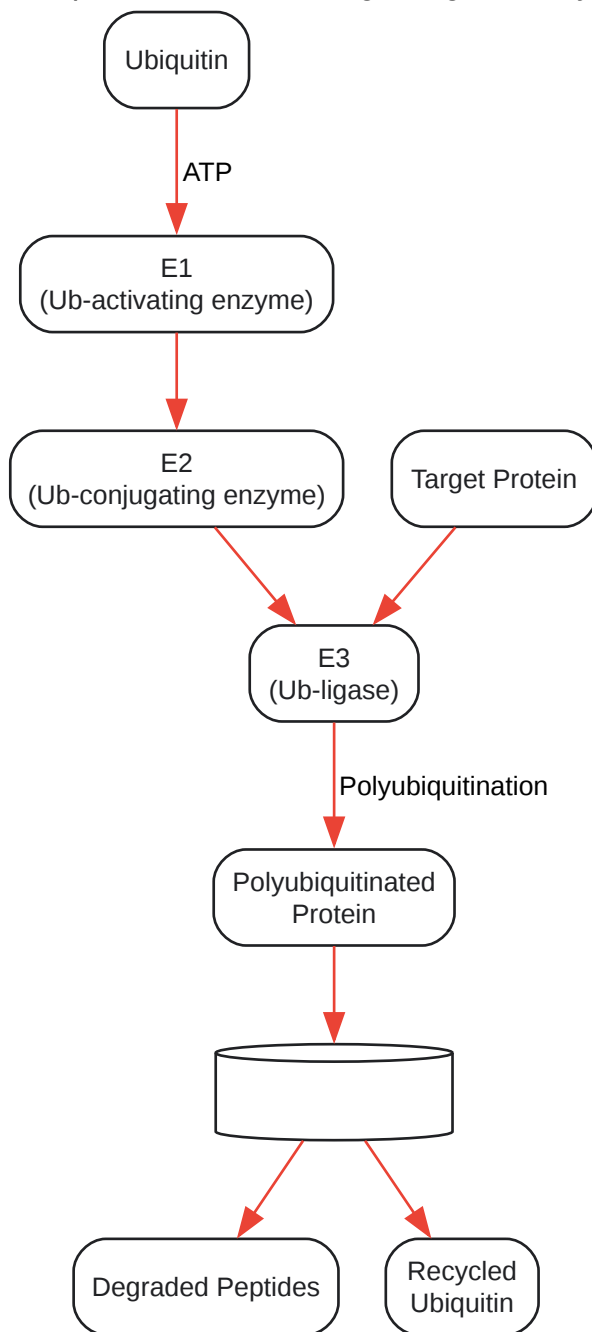 Ubiquitin
ATP
E1
(Ub-activating enzyme)
E2
(Ub-conjugating enzyme)
Target Protein
E3
(Ub-ligase)
Polyubiquitination
Polyubiquitinated
Protein
Degraded Peptides
Recycled
Ubiquitin